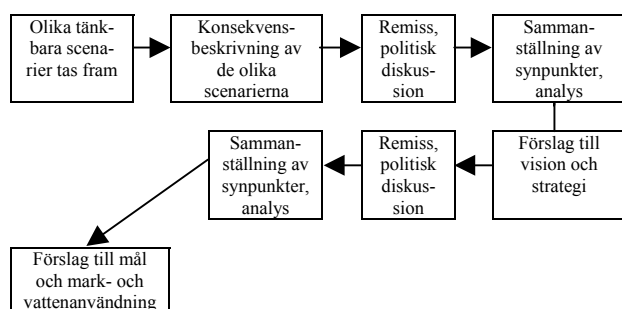 Olika tänk-
bara scena-
rier tas fram
Konsekvens-
beskrivning av
de olika
scenarierna
Remiss,
politisk
diskus-
sion
Samman-
ställning av
synpunkter,
analys
Förslag till
vision och
strategi
Remiss,
politisk
diskus-
sion
Samman-
ställning av
synpunkter,
analys
Förslag till mål
och mark- och
vattenanvändning